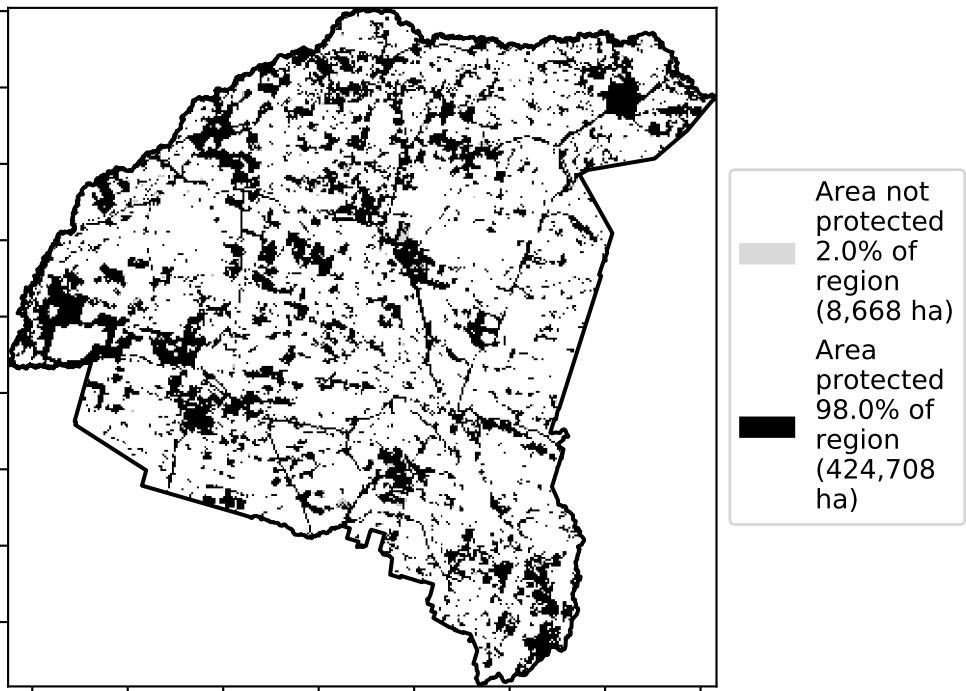 Area not
protected
2.0% of
region
(8,668 ha)
Area
protected
98.0% of
region
(424,708
ha)